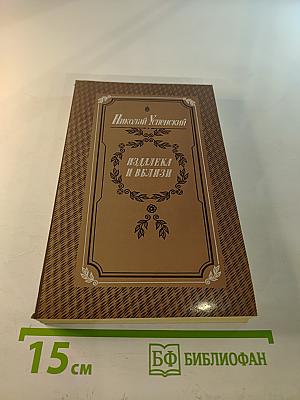 Николай Успенский
ИЗДАЛЕКА
И ВБЛИЗИ
15 см
БФ БИБЛИОФАН